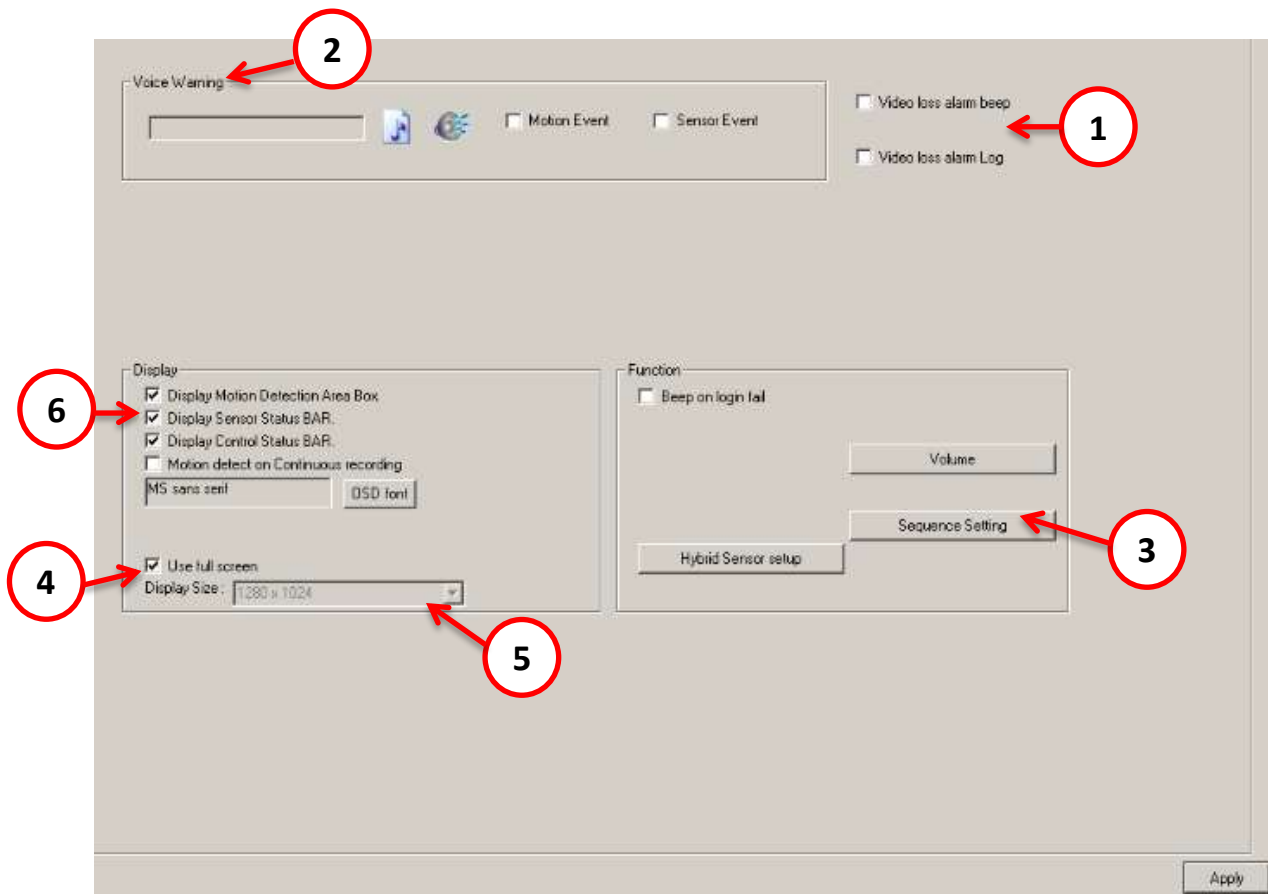 2
Voice Warning
Motion Event
Sensor Event
Video loss alarm beep
1
Video loss alarm Log
Display
Display Motion Detection Area Box
6
Display Sensor Status BAR.
Display Control Status BAR.
Motion detect on Continuous recording
MS sans serif
OSD font
4
Use full screen
Display Size :
1280 x 1024
5
Function
Beep on login fail
Volume
Sequence Setting
3
Hybrid Sensor setup
Apply